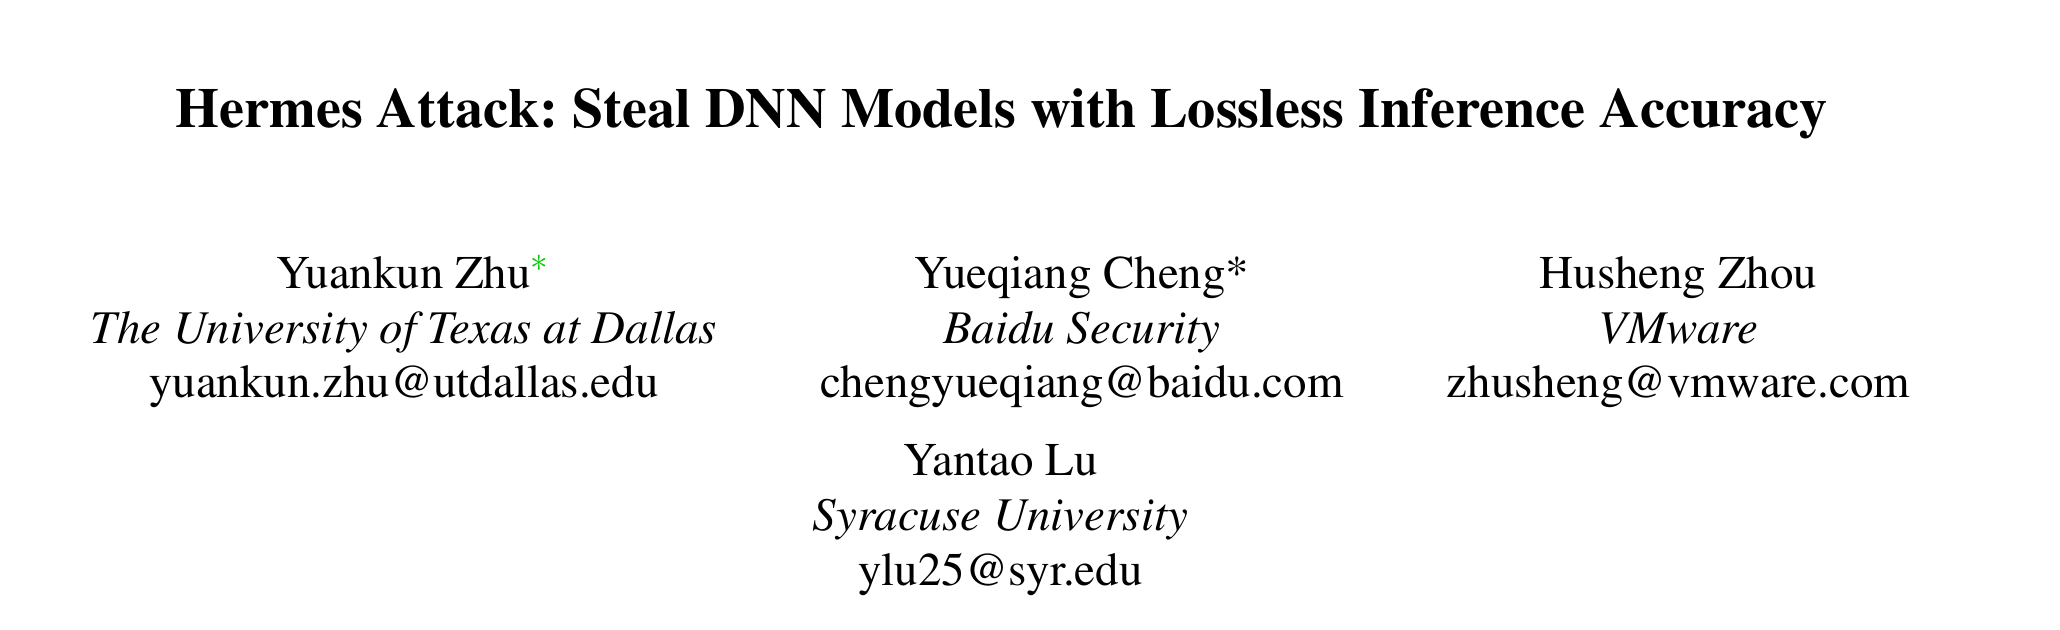 Hermes Attack: Steal DNN Models with Lossless Inference Accuracy
Yuankun Zhu*
The University of Texas at Dallas
yuankun.zhu@utdallas.edu
Yueqiang Cheng*
Baidu Security
chengyueqiang@baidu.com
Husheng Zhou
VMware
zhusheng@vmware.com
Yantao Lu
Syracuse University
ylu25@syr.edu